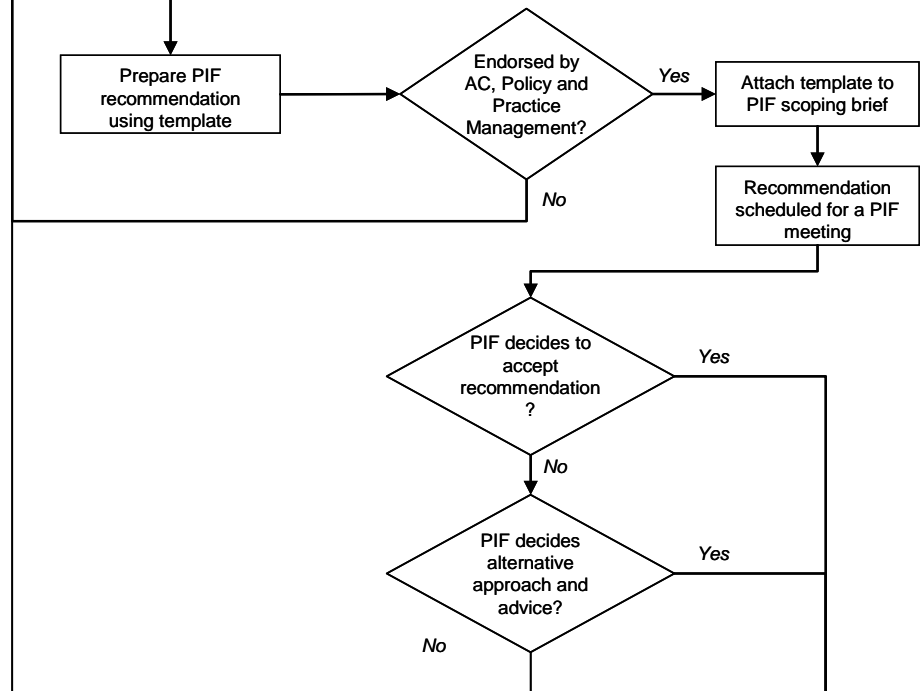 Prepare PIF
recommendation
using template
Endorsed by
AC, Policy and
Practice
Management?
Yes
Attach template to
PIF scoping brief
No
Recommendation
scheduled for a PIF
meeting
PIF decides to
accept
recommendation
?
Yes
No
PIF decides
alternative
approach and
advice?
Yes
No